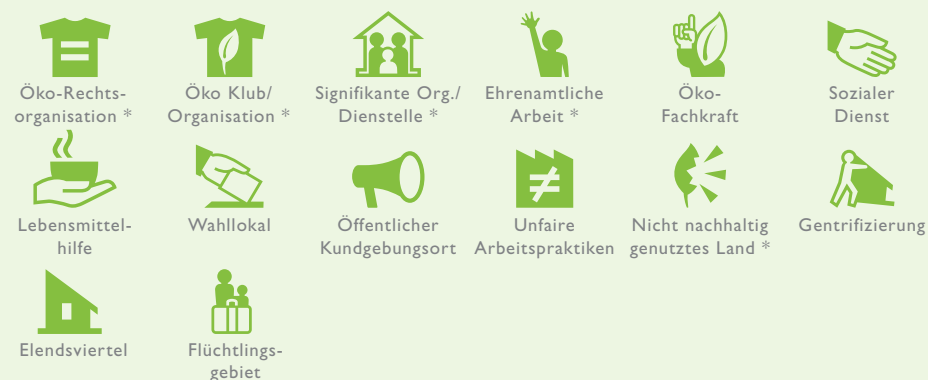 Öko-Rechts-
organisation *
Öko Klub/
Organisation *
Signifikante Org./
Dienstelle *
Ehrenamtliche
Arbeit *
Öko-
Fachkraft
Sozialer
Dienst
Lebensmittel-
hilfe
Wahllokal
Öffentlicher
Kundgebungsort
Unfaire
Arbeitspraktiken
Nicht nachhaltig
genutztes Land *
Gentrifizierung
Elendsviertel
Flüchtlings-
gebiet